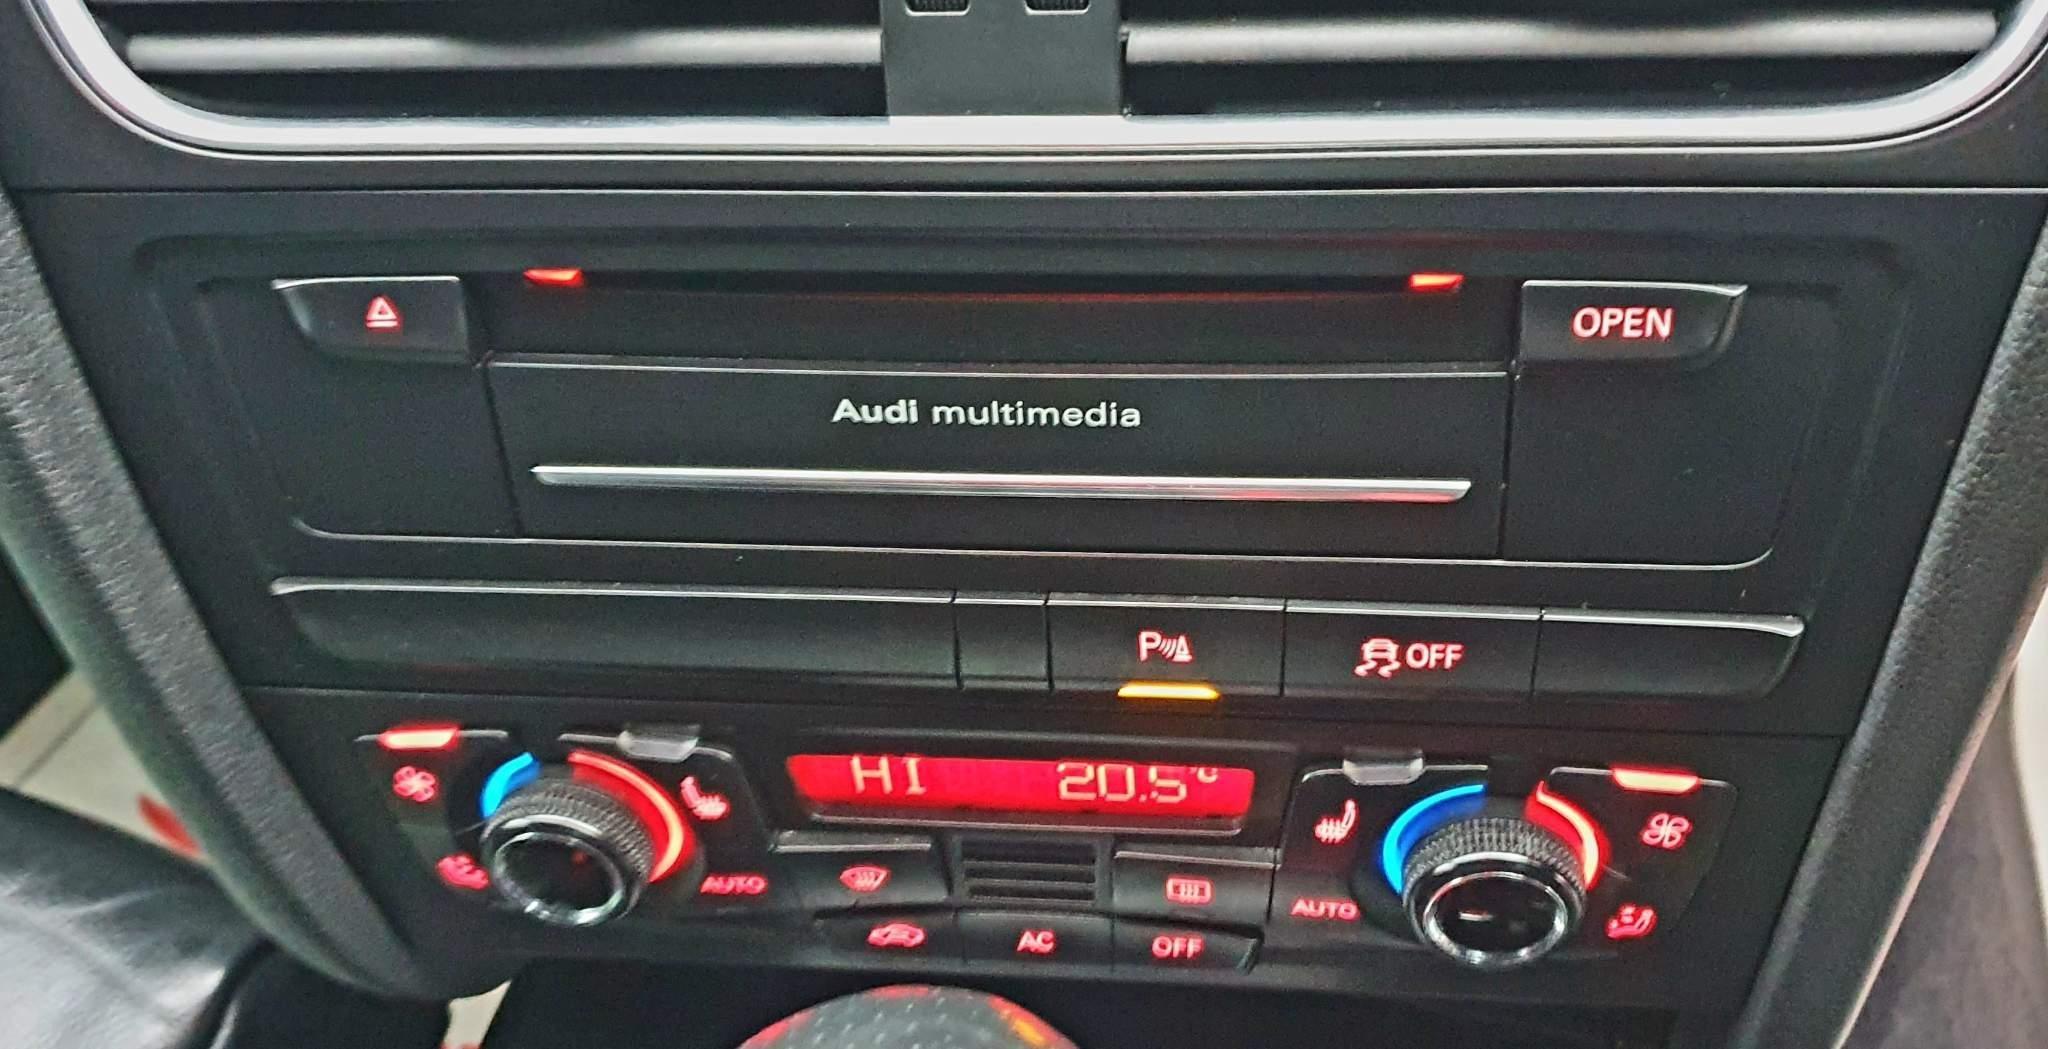 OPEN
Audi multimedia
P OFF
HI 20.5°C
AUTO AUTO
AC OFF